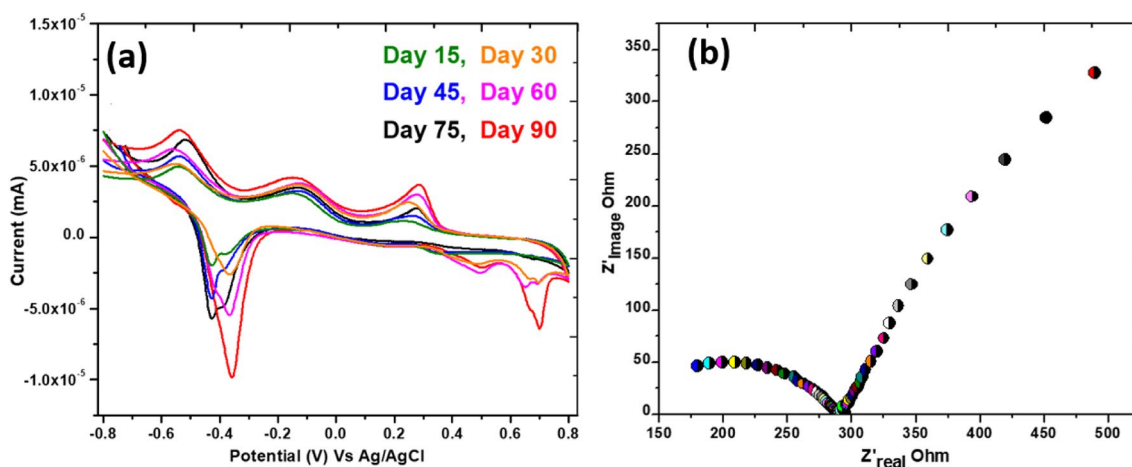 (a)
Day 15, Day 30
Day 45, Day 60
Day 75, Day 90
1.5x10⁻⁵
1.0x10⁻⁵
5.0x10⁻⁶
0.0
-5.0x10⁻⁶
-1.0x10⁻⁵
Current (mA)
-0.8 -0.6 -0.4 -0.2 0.0 0.2 0.4 0.6 0.8
Potential (V) Vs Ag/AgCl
(b)
350
300
250
200
150
100
50
0
Z'Image Ohm
150 200 250 300 350 400 450 500
Z'real Ohm